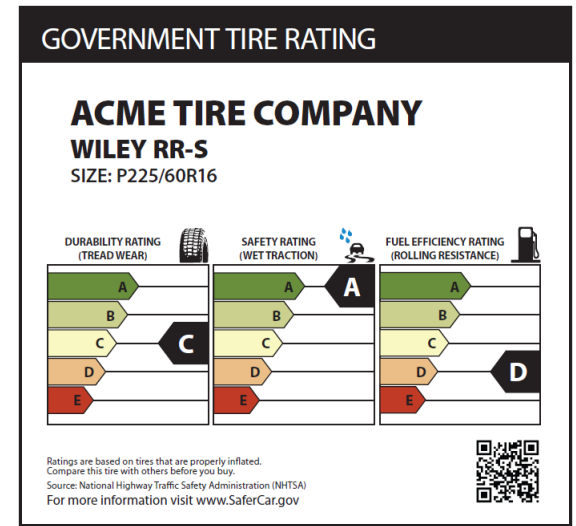 GOVERNMENT TIRE RATING
ACME TIRE COMPANY
WILEY RR-S
SIZE: P225/60R16
DURABILITY RATING
(TREAD WEAR)
A
B
C
D
E
C
SAFETY RATING
(WET TRACTION)
A
B
C
D
E
A
FUEL EFFICIENCY RATING
(ROLLING RESISTANCE)
A
B
C
D
E
D
Ratings are based on tires that are properly inflated.
Compare this tire with others before you buy.
Source: National Highway Traffic Safety Administration (NHTSA)
For more information visit www.SaferCar.gov